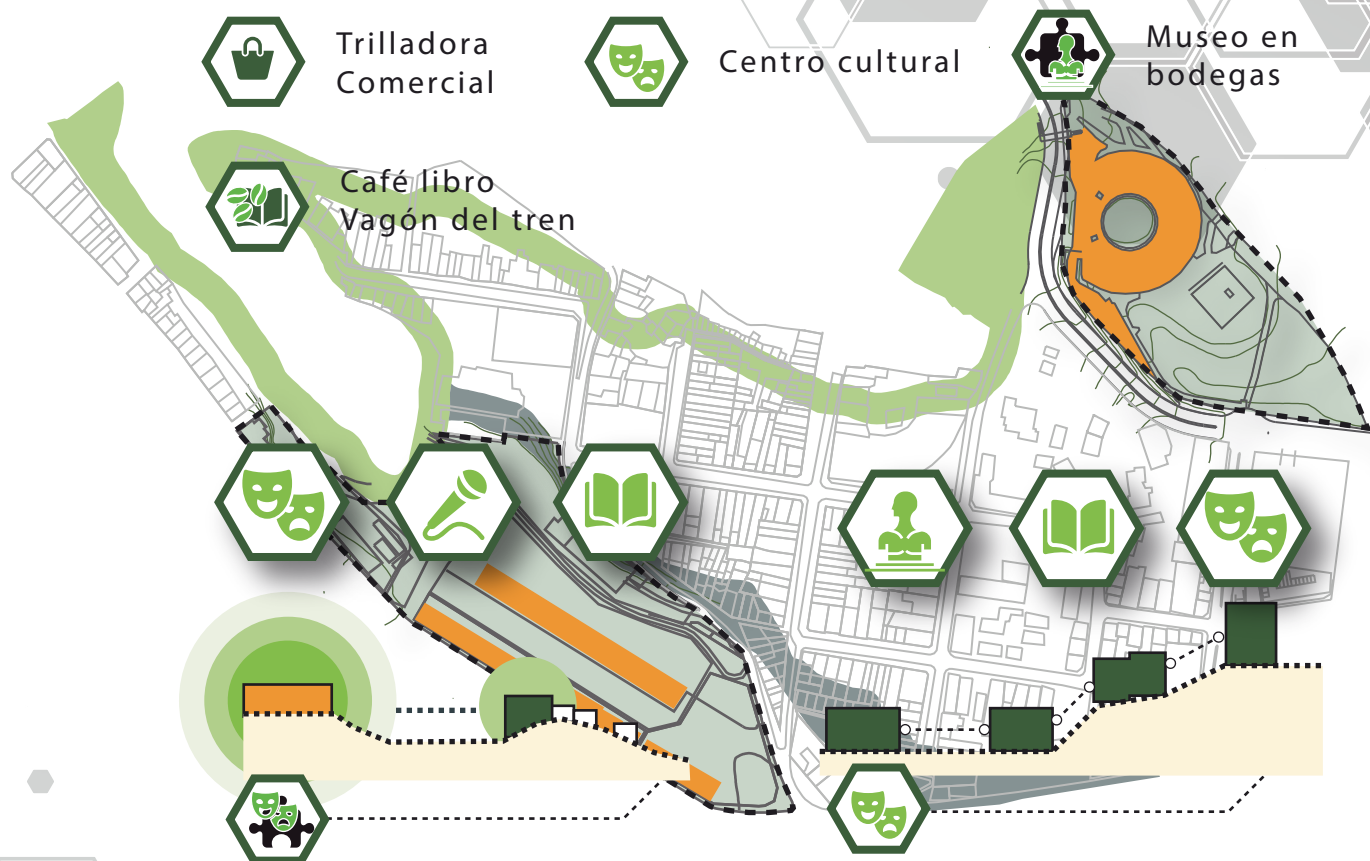 Trilladora
Comercial
Centro cultural
Museo en
bodegas
Café libro
Vagón del tren